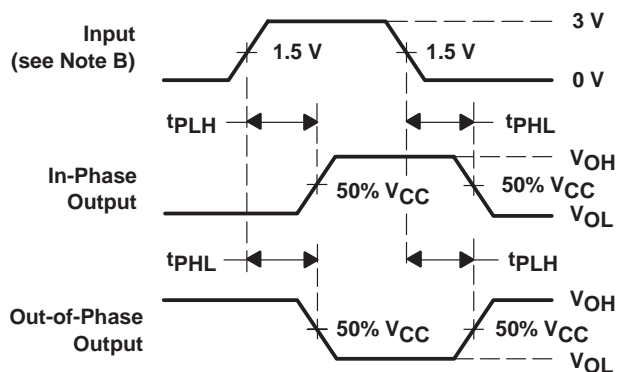 Input
(see Note B)
1.5 V
1.5 V
3 V
0 V
tPLH
tPHL
In-Phase
Output
50% VCC
50% VCC
VOH
VOL
tPHL
tPLH
Out-of-Phase
Output
50% VCC
50% VCC
VOH
VOL